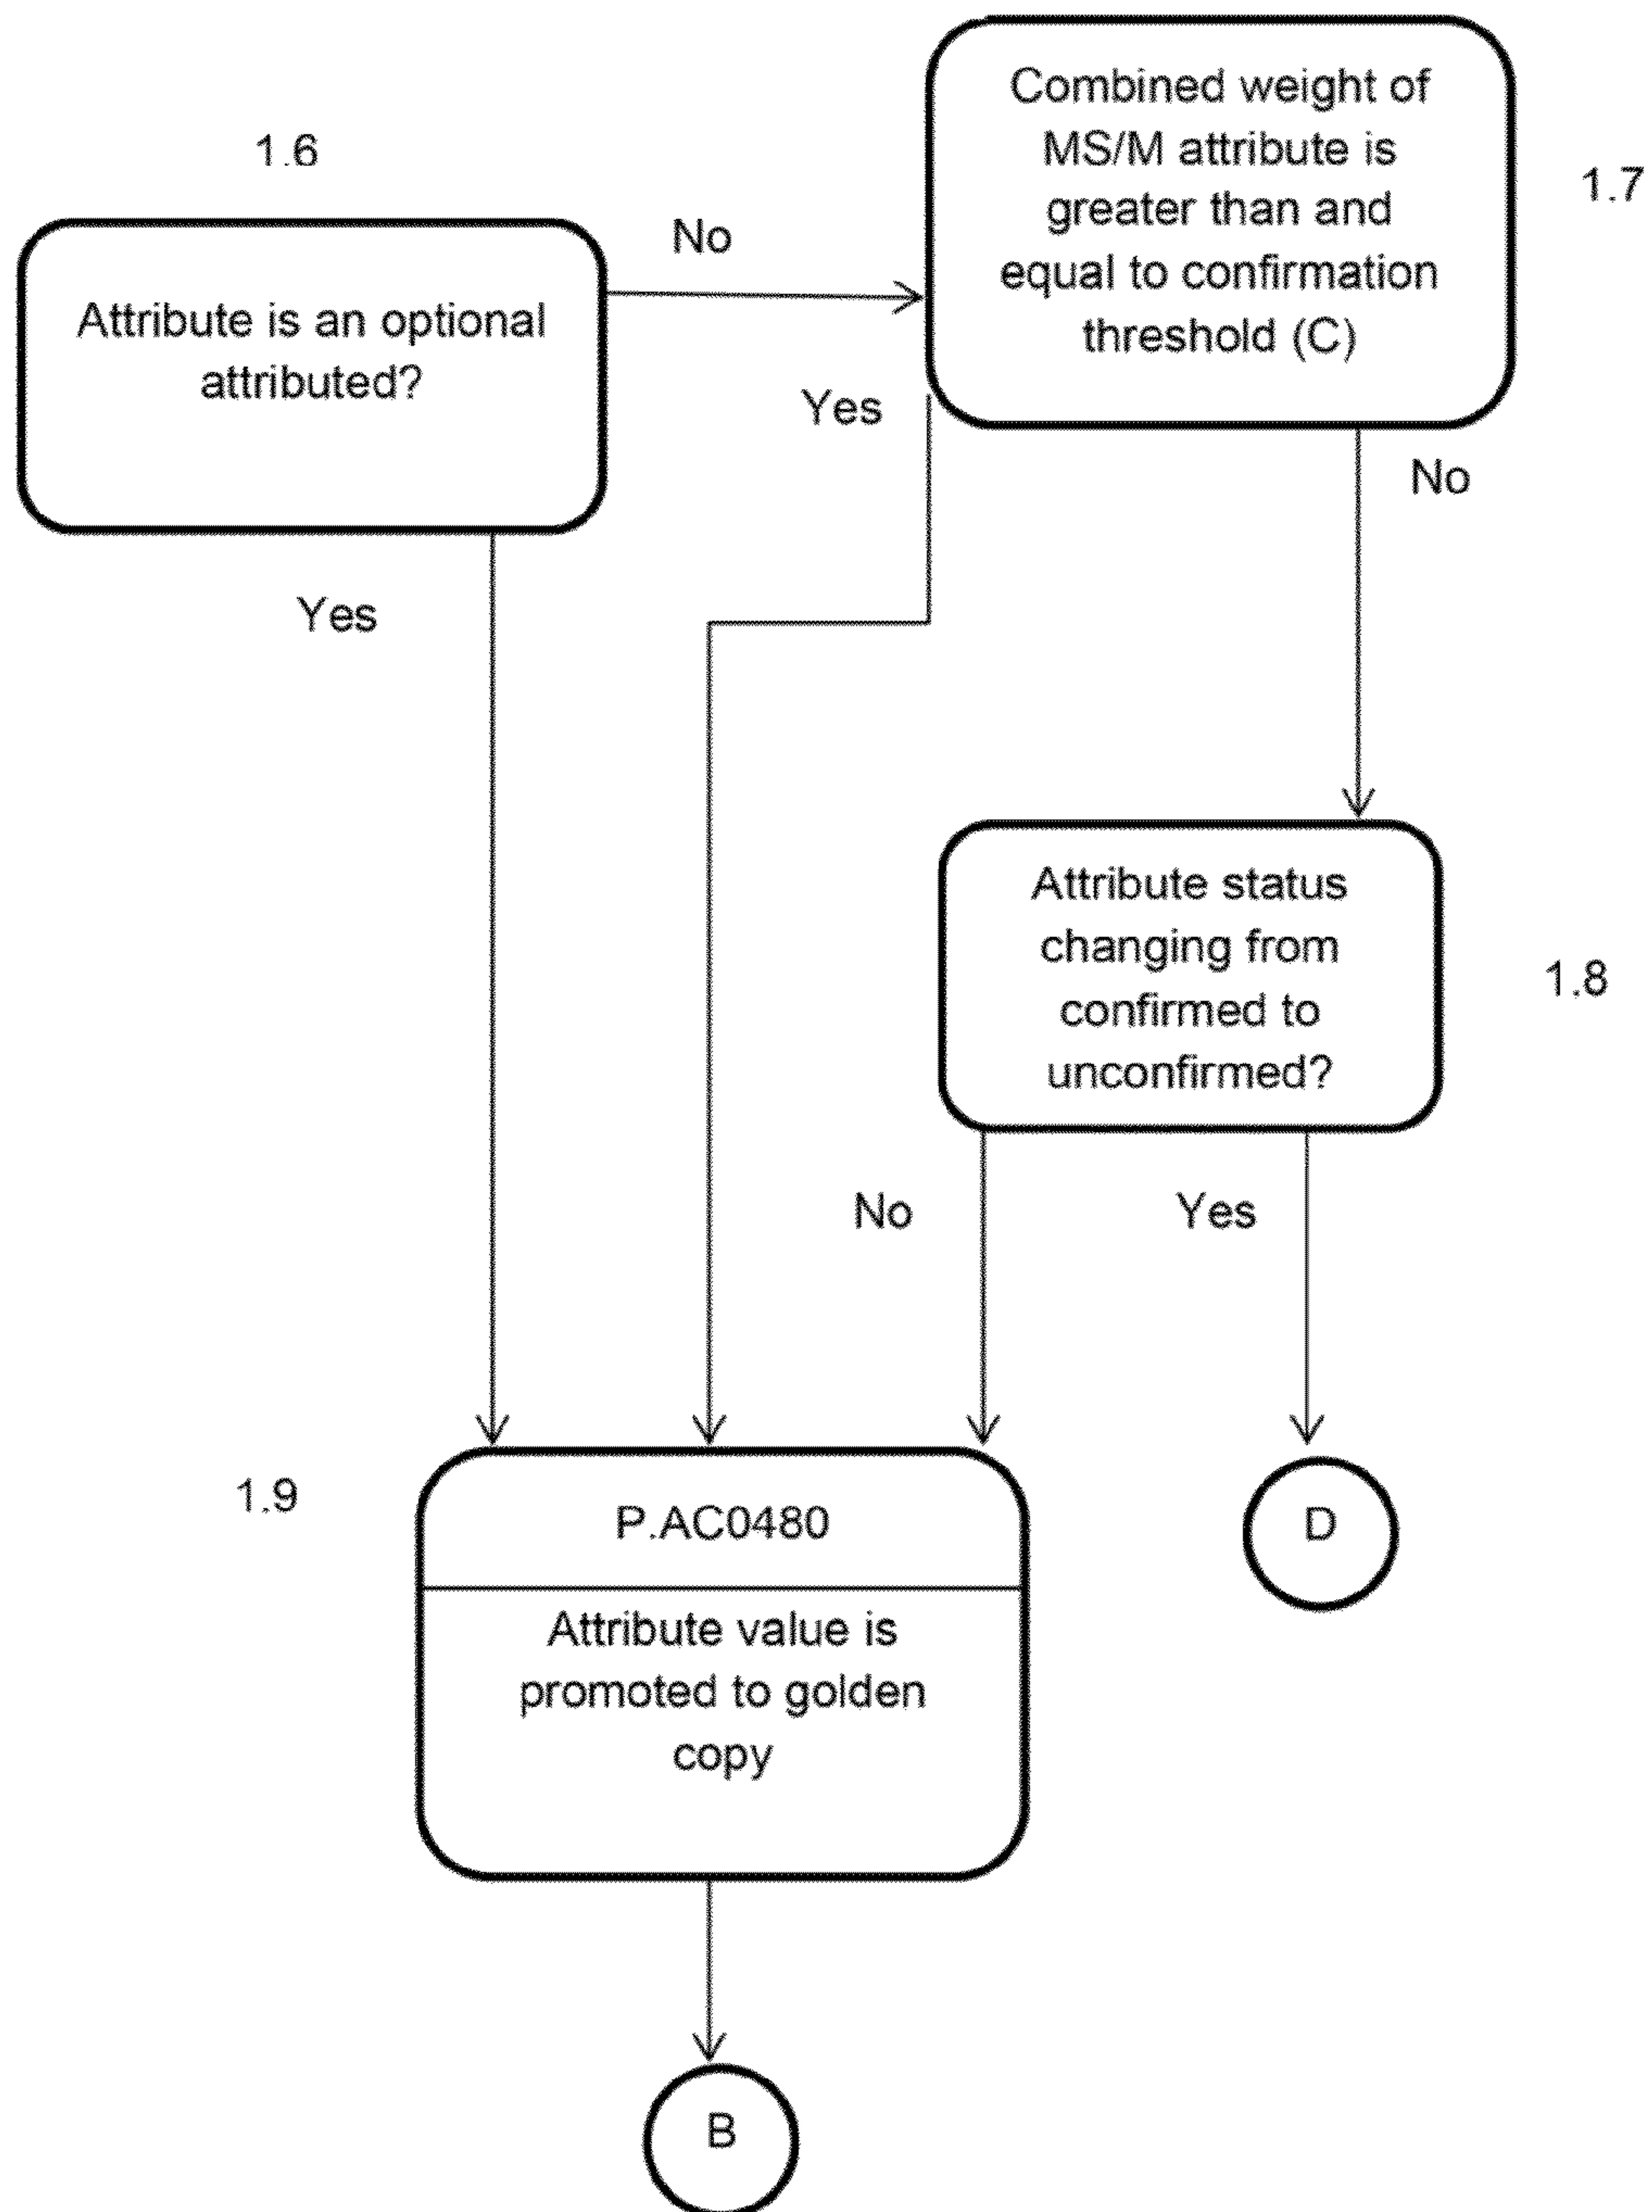 1.6
Attribute is an optional
attributed?
No
Yes
Combined weight of
MS/M attribute is
greater than and
equal to confirmation
threshold (C)
1.7
Yes
No
Attribute status
changing from
confirmed to
unconfirmed?
1.8
No
Yes
1.9
P.AC0480
Attribute value is
promoted to golden
copy
D
B